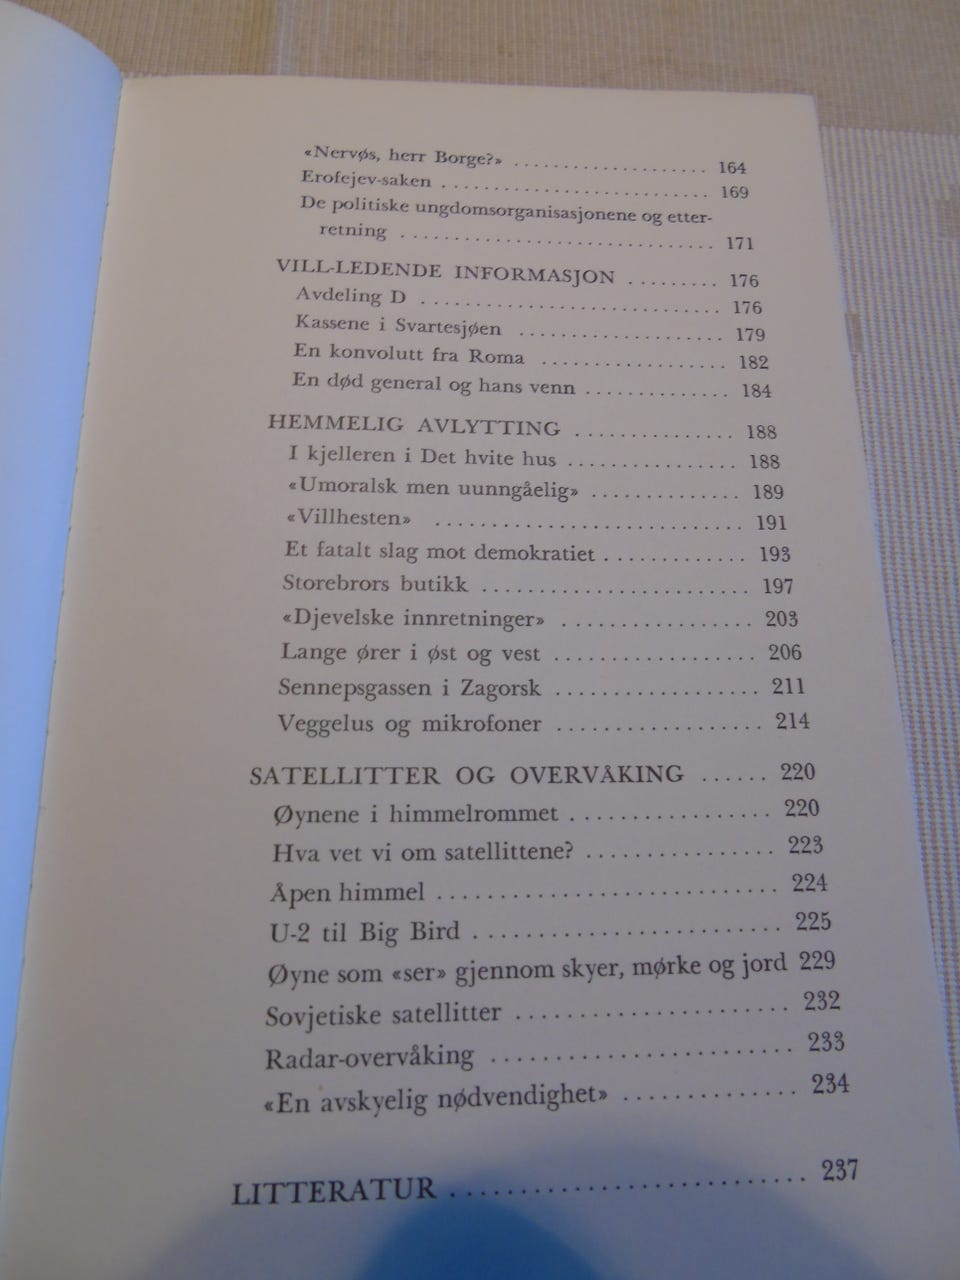 «Nervøs, herr Borge?» .................... 164
Erofejev-saken ........................... 169
De politiske ungdomsorganisasjonene og etter-
retning ................................ 171
VILL-LEDENDE INFORMASJON ......... 176
Avdeling D .............................. 176
Kassene i Svartesjøen ..................... 179
En konvolutt fra Roma ................... 182
En død general og hans venn ............... 184
HEMMELIG AVLYTTING ............... 188
I kjelleren i Det hvite hus ................. 188
«Umoralsk men uunngåelig» ............... 189
«Villhesten» ............................... 191
Et fatalt slag mot demokratiet ............... 193
Storebrors butikk .......................... 197
«Djevelske innretninger» ................... 203
Lange ører i øst og vest .................... 206
Sennepsgassen i Zagorsk ................... 211
Veggelus og mikrofoner ................... 214
SATELLITTER OG OVERVÅKING ...... 220
Øynene i himmelrommet ................. 220
Hva vet vi om satellittene? ................ 223
Åpen himmel ............................. 224
U-2 til Big Bird .......................... 225
Øyne som «ser» gjennom skyer, mørke og jord 229
Sovjetiske satellitter ....................... 232
Radar-overvåking ......................... 233
«En avskyelig nødvendighet» .............. 234
LITTERATUR ............................ 237